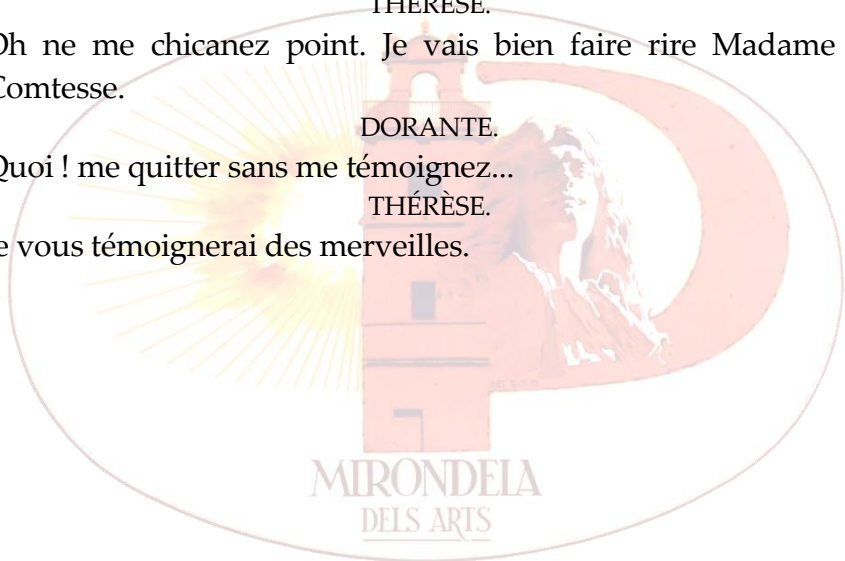 THÉRÈSE.
Oh ne me chicanez point. Je vais bien faire rire Madame
Comtesse.
DORANTE.
Quoi ! me quitter sans me témoignez...
THÉRÈSE.
e vous témoignerai des merveilles.
MIRONDELA
DELS ARTS